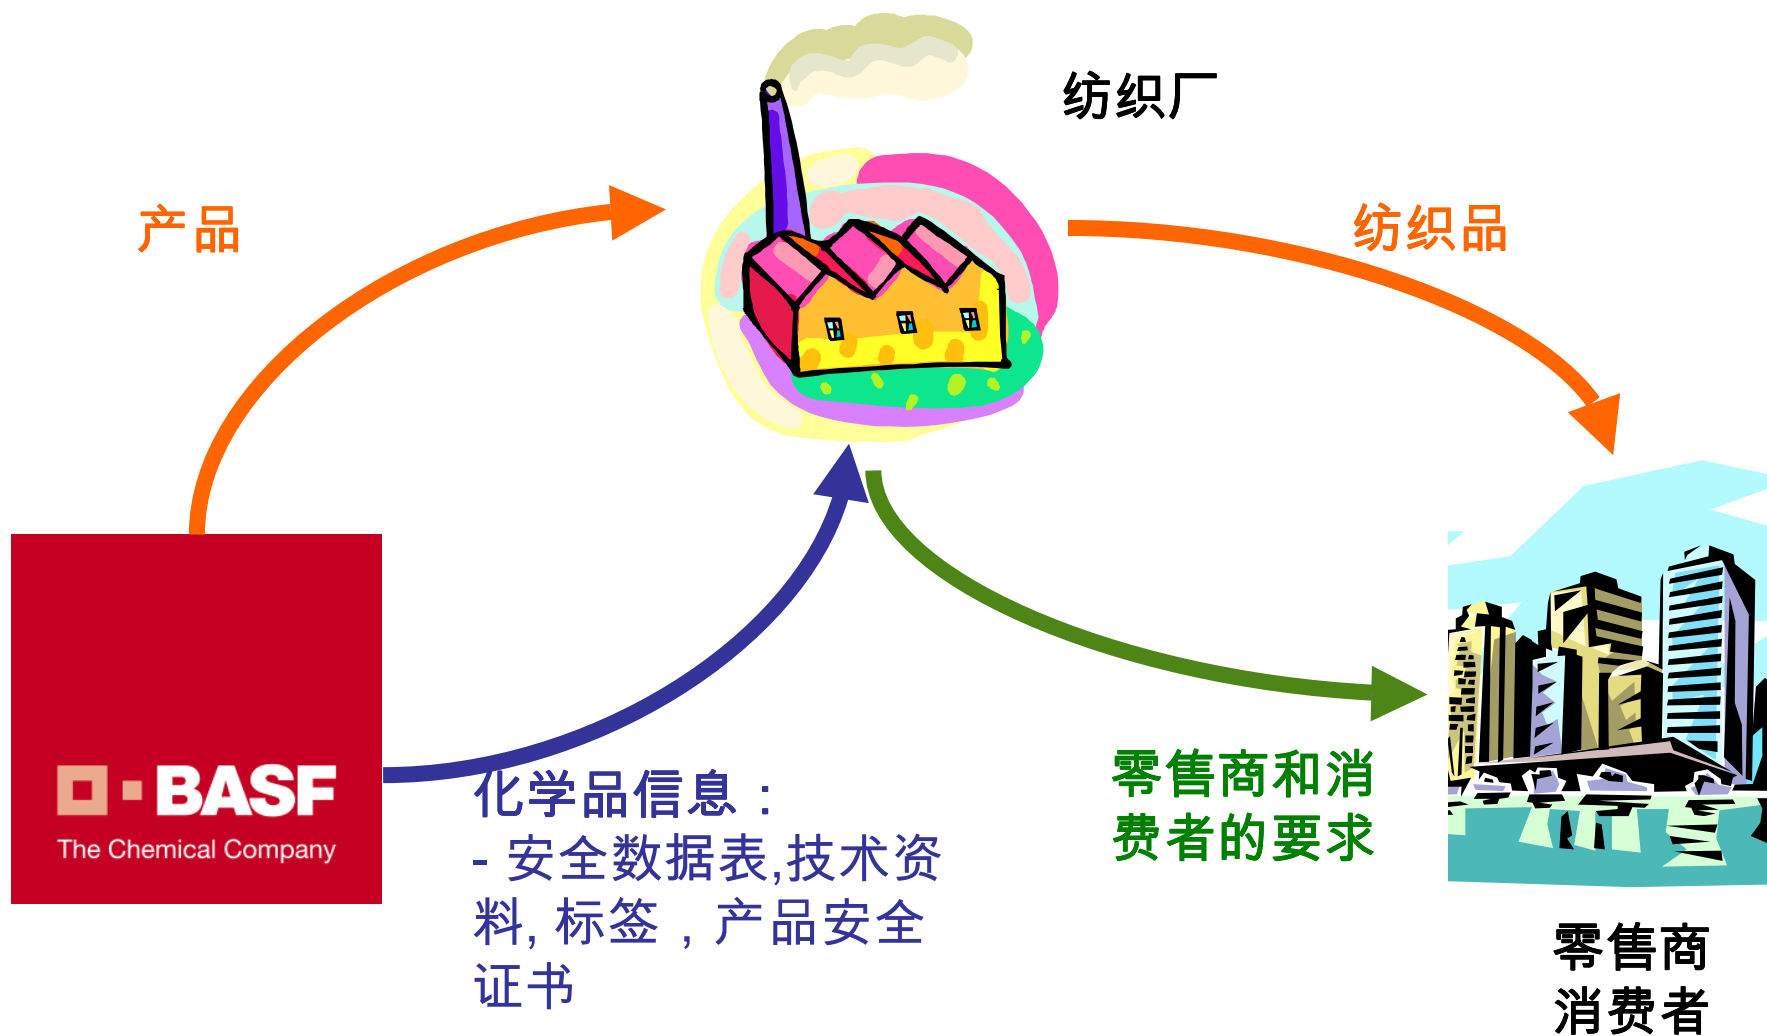 纺织厂
产品
纺织品
BASF
The Chemical Company
化学品信息：
- 安全数据表,技术资
料, 标签，产品安全
证书
零售商和消
费者的要求
零售商
消费者